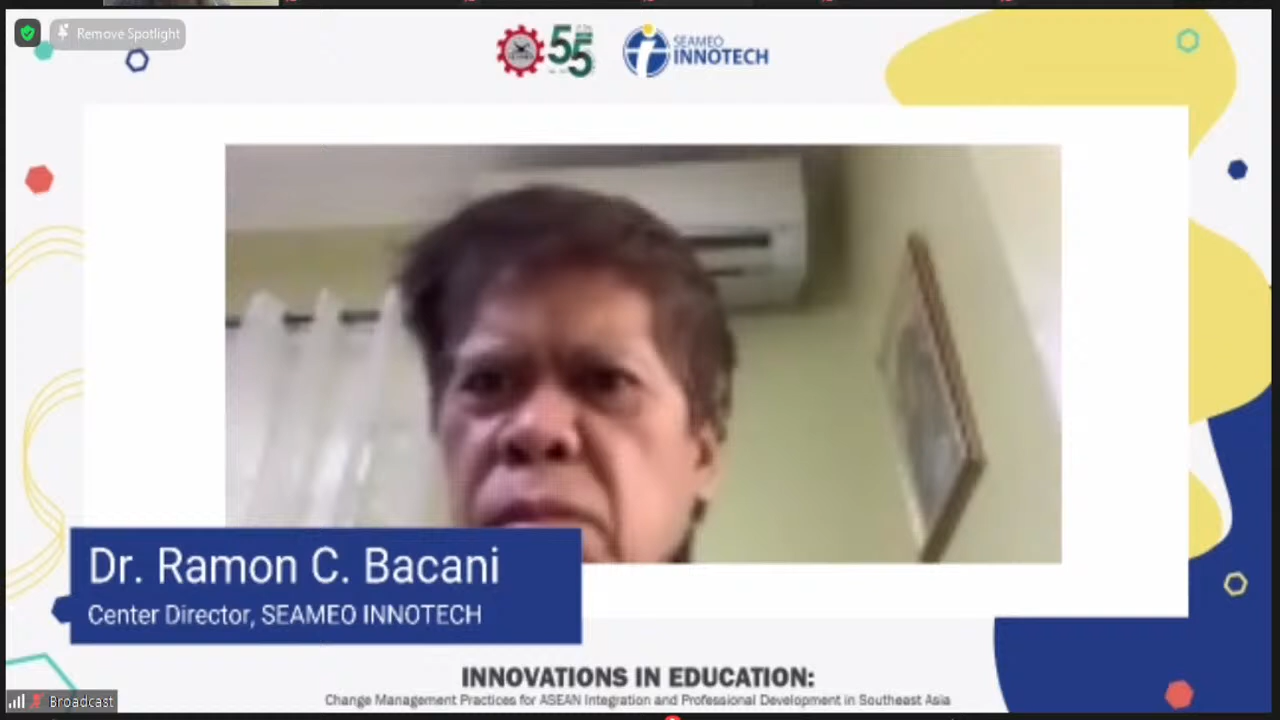 Remove Spotlight
55
SEAMEO
INNOTECH
Dr. Ramon C. Bacani
Center Director, SEAMEO INNOTECH
INNOVATIONS IN EDUCATION:
Change Management Practices for ASEAN Integration and Professional Development in Southeast Asia
Broadcast